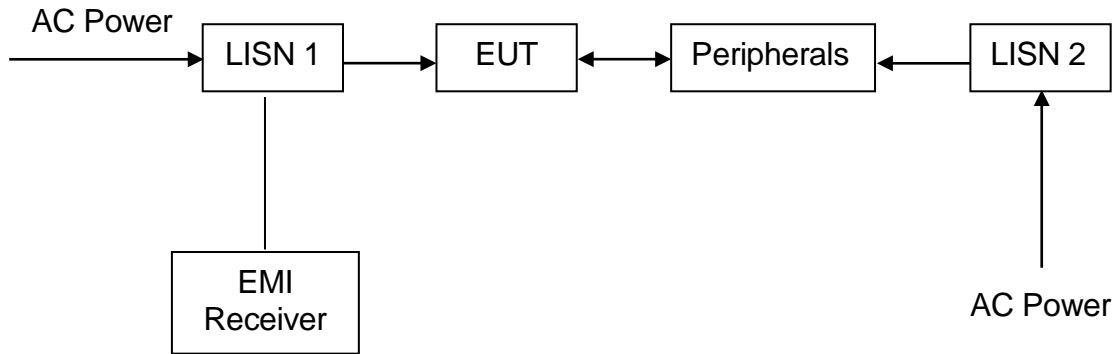 AC Power
LISN 1
EUT
Peripherals
LISN 2
EMI
Receiver
AC Power